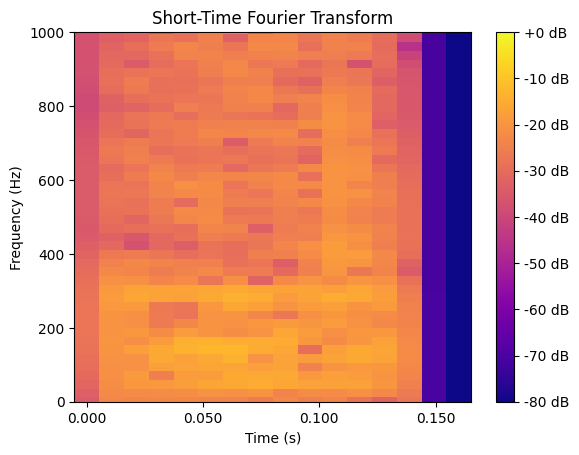 Short-Time Fourier Transform
Frequency (Hz)
1000
800
600
400
200
0
0.000 0.050 0.100 0.150
Time (s)
+0 dB
-10 dB
-20 dB
-30 dB
-40 dB
-50 dB
-60 dB
-70 dB
-80 dB